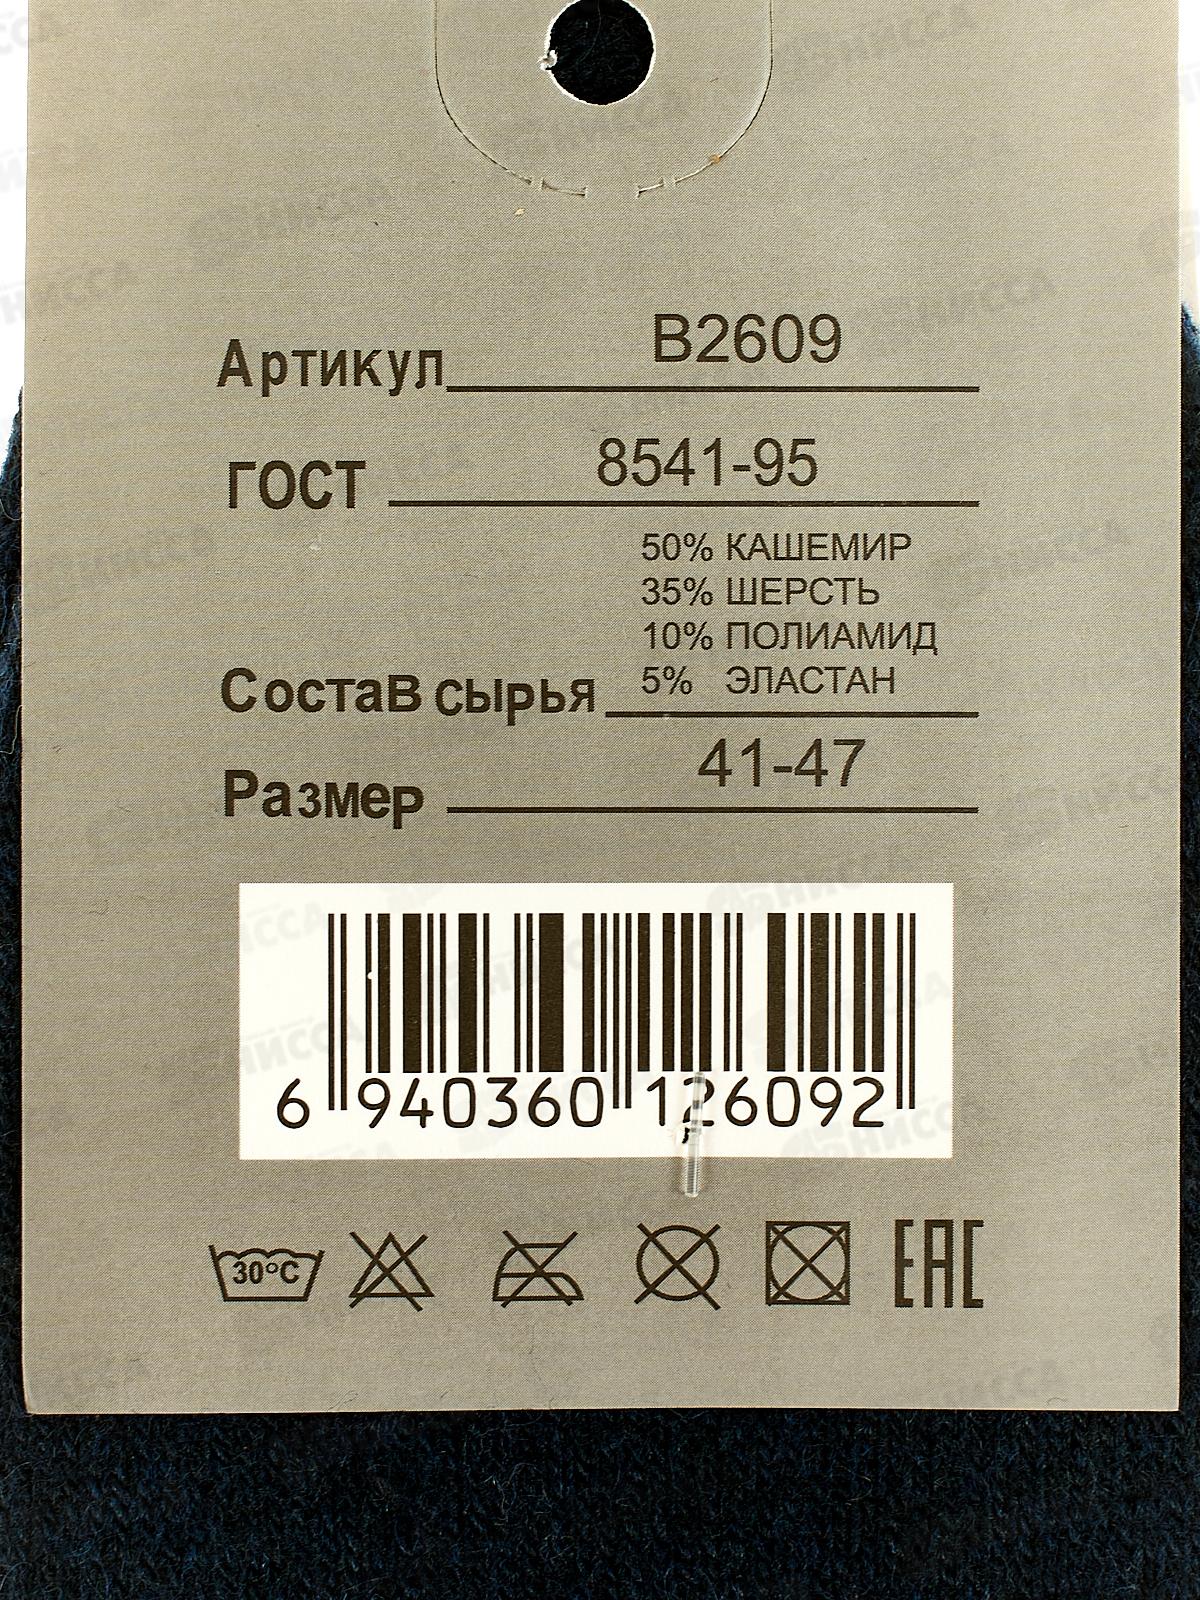 Артикул B2609
ГОСТ 8541-95
50% КАШЕМИР
35% ШЕРСТЬ
10% ПОЛИАМИД
Состав сырья 5% ЭЛАСТАН
Размер 41-47
6 940360 126092
30°C
EAC